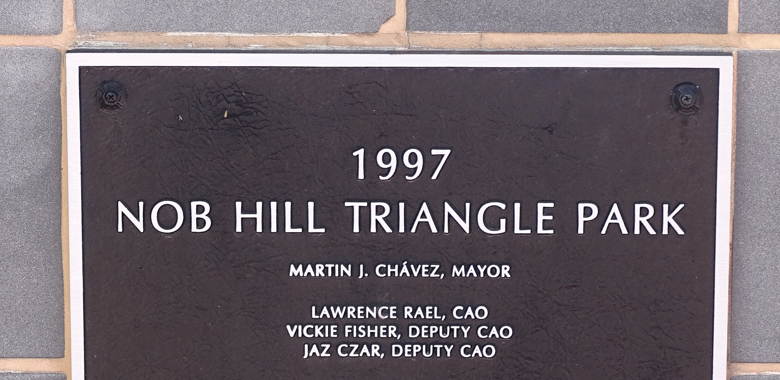 1997
NOB HILL TRIANGLE PARK
MARTIN J. CHÁVEZ, MAYOR
LAWRENCE RAEL, CAO
VICKIE FISHER, DEPUTY CAO
JAZ CZAR, DEPUTY CAO